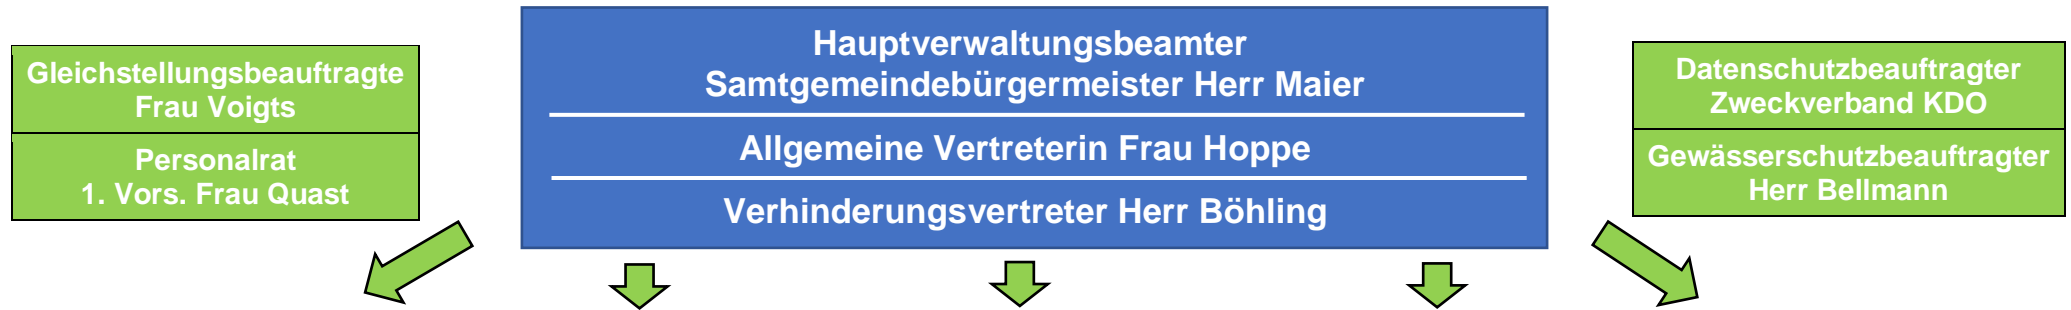 Gleichstellungsbeauftragte
Frau Voigts
Personalrat
1. Vors. Frau Quast
Hauptverwaltungsbeamter
Samtgemeindebürgermeister Herr Maier
Allgemeine Vertreterin Frau Hoppe
Verhinderungsvertreter Herr Böhling
Datenschutzbeauftragter
Zweckverband KDO
Gewässerschutzbeauftragter
Herr Bellmann